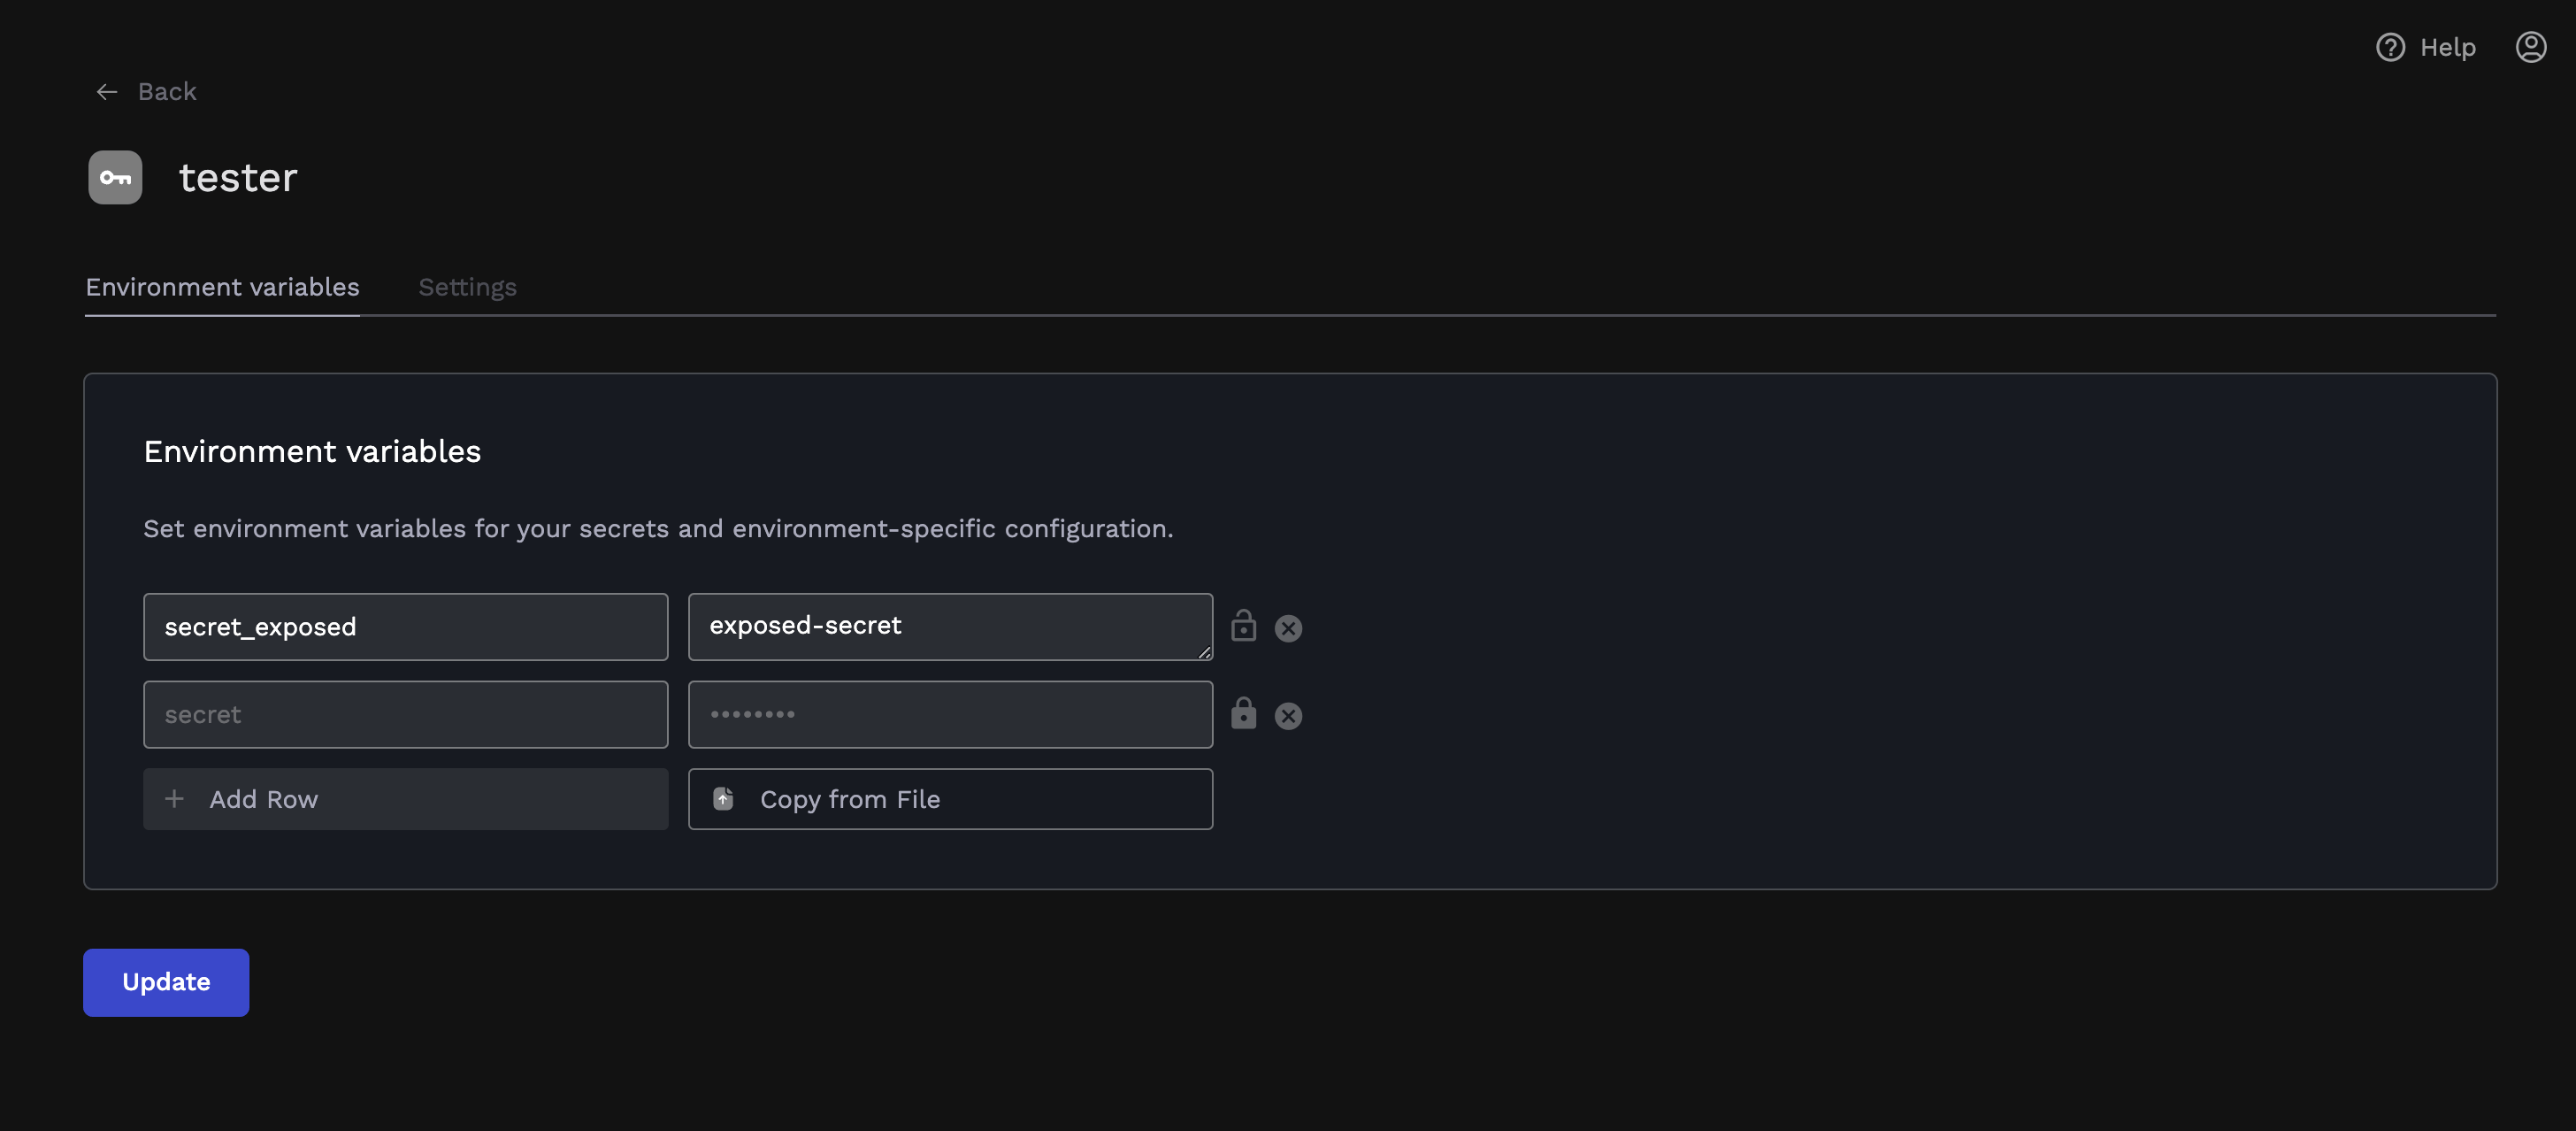 Help
Back
tester
Environment variables Settings
Environment variables
Set environment variables for your secrets and environment-specific configuration.
secret_exposed exposed-secret
secret ••••••••
Add Row Copy from File
Update